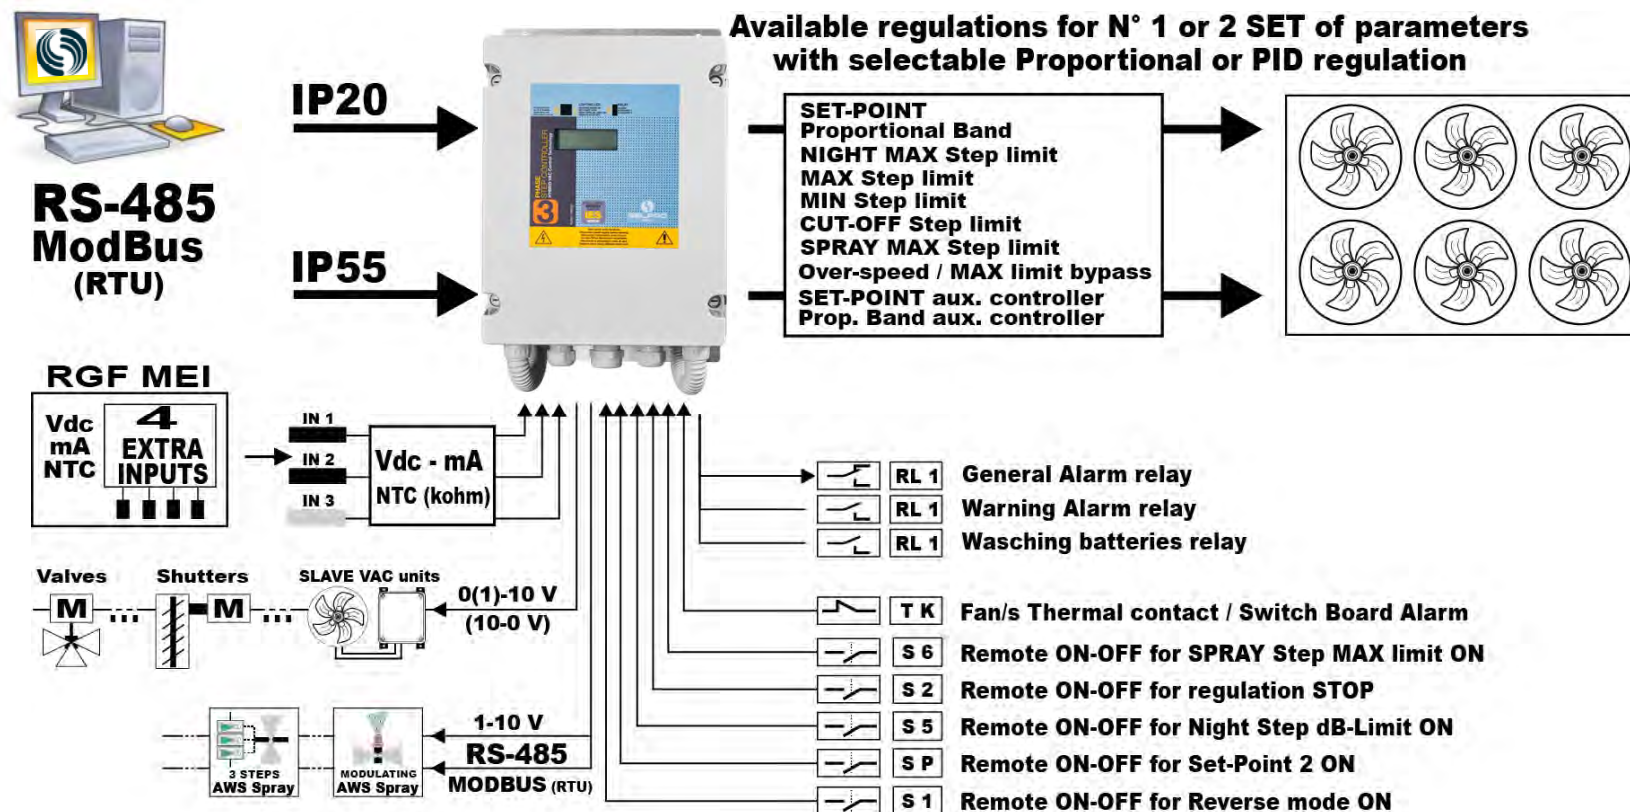 Available regulations for N° 1 or 2 SET of parameters
with selectable Proportional or PID regulation
IP20
IP55
RS-485
ModBus
(RTU)
3
PHASE
STEP CONTROLLER
IES
SELPRO
SET-POINT
Proportional Band
NIGHT MAX Step limit
MAX Step limit
MIN Step limit
CUT-OFF Step limit
SPRAY MAX Step limit
Over-speed / MAX limit bypass
SET-POINT aux. controller
Prop. Band aux. controller
RGF MEI
Vdc
mA
NTC
4
EXTRA
INPUTS
IN 1
IN 2
IN 3
Vdc - mA
NTC (kohm)
RL 1 General Alarm relay
RL 1 Warning Alarm relay
RL 1 Wasching batteries relay
Valves
Shutters
SLAVE VAC units
M
M
0(1)-10 V
(10-0 V)
T K Fan/s Thermal contact / Switch Board Alarm
S 6 Remote ON-OFF for SPRAY Step MAX limit ON
S 2 Remote ON-OFF for regulation STOP
S 5 Remote ON-OFF for Night Step dB-Limit ON
S P Remote ON-OFF for Set-Point 2 ON
S 1 Remote ON-OFF for Reverse mode ON
3 STEPS
AWS Spray
MODULATING
AWS Spray
1-10 V
RS-485
MODBUS (RTU)